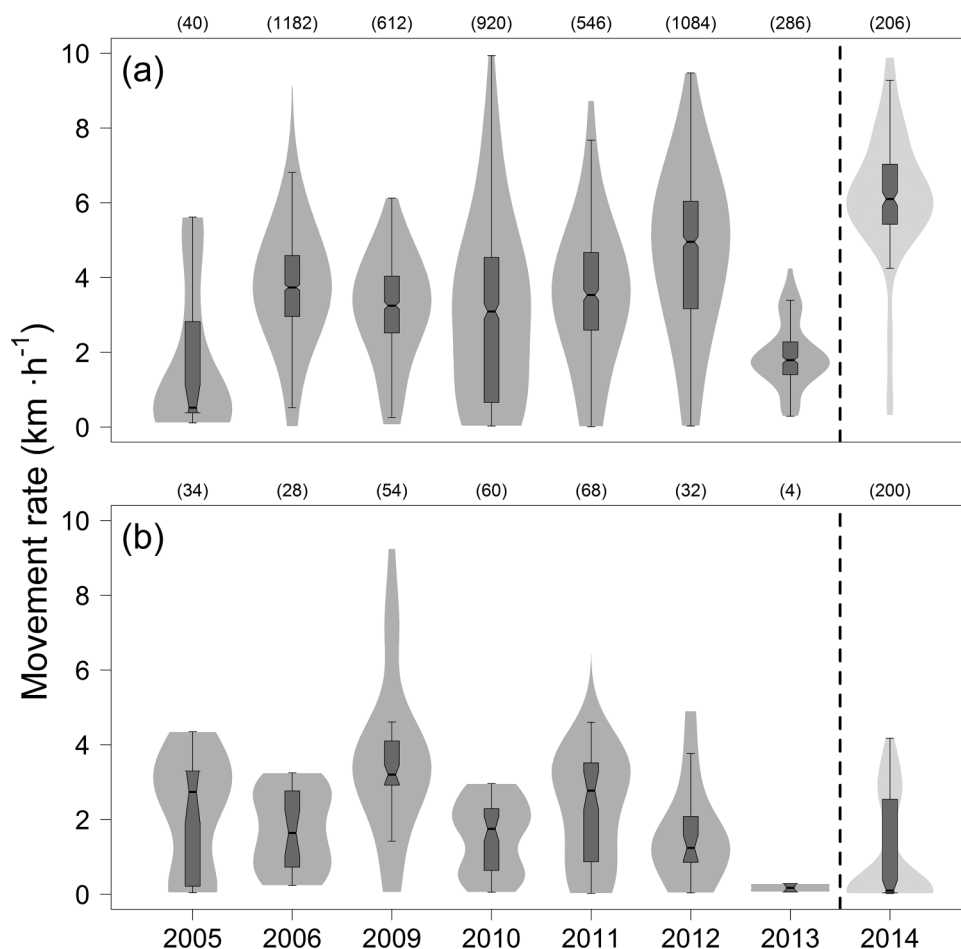 (40) (1182) (612) (920) (546) (1084) (286) (206)
(a)
10
8
6
4
2
0
Movement rate (km ·h⁻¹)
(34) (28) (54) (60) (68) (32) (4) (200)
(b)
10
8
6
4
2
0
2005 2006 2009 2010 2011 2012 2013 2014